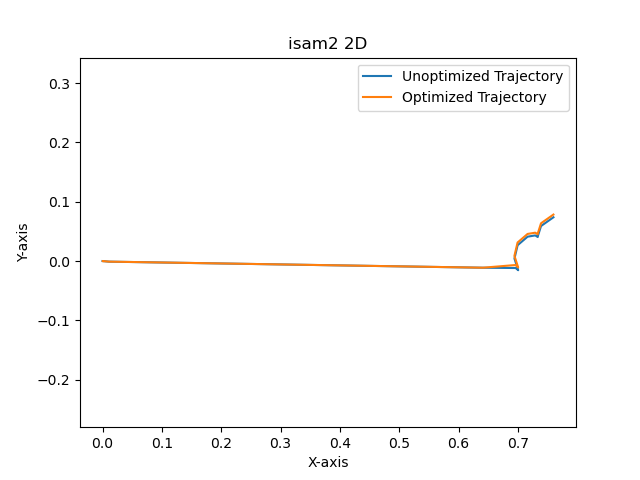 isam2 2D
Unoptimized Trajectory
Optimized Trajectory
0.3
0.2
0.1
0.0
−0.1
−0.2
Y-axis
0.0 0.1 0.2 0.3 0.4 0.5 0.6 0.7
X-axis